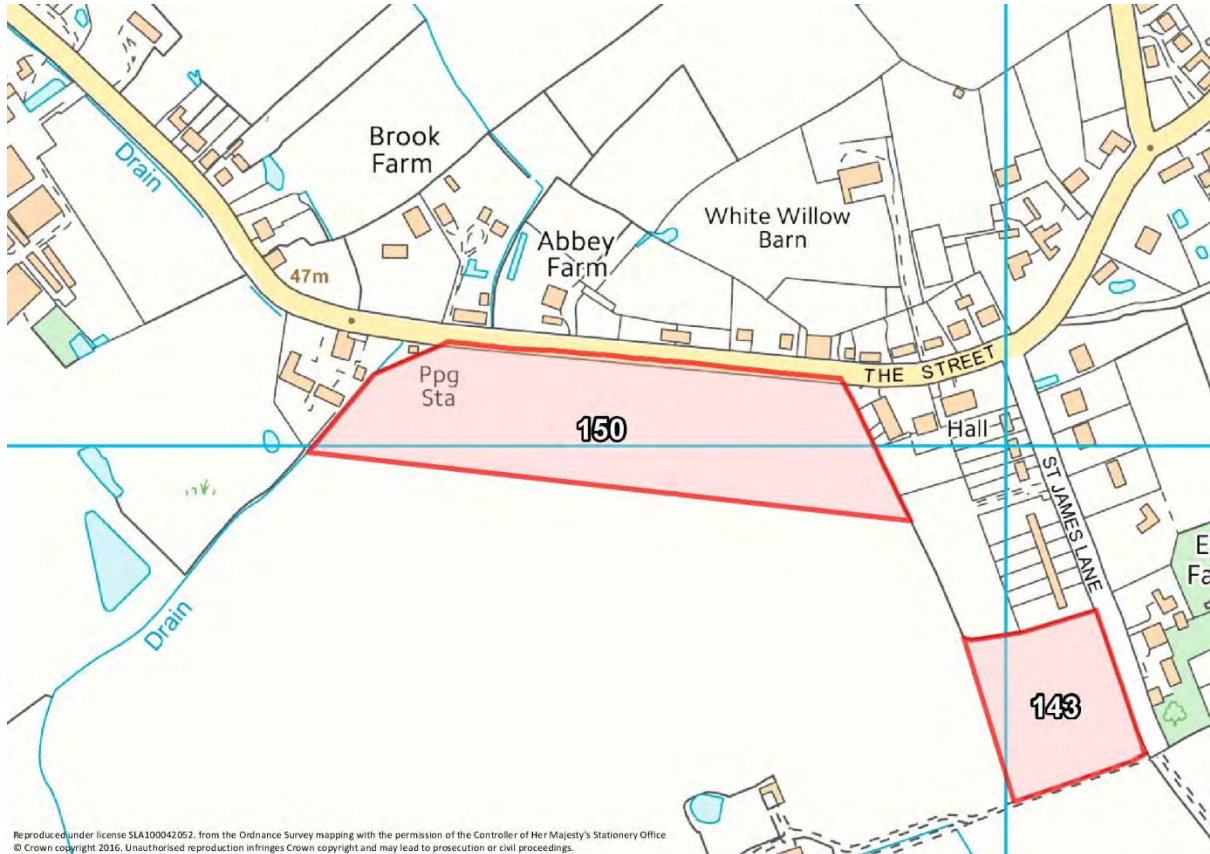 Drain
Brook
Farm
White Willow
Barn
Abbey
Farm
47m
THE STREET
Ppg
Sta
150
Hall
ST JAMES LANE
Drain
143
Reproduced under license SLA100042052. from the Ordnance Survey mapping with the permission of the Controller of Her Majesty's Stationery Office
© Crown copyright 2016. Unauthorised reproduction infringes Crown copyright and may lead to prosecution or civil proceedings.